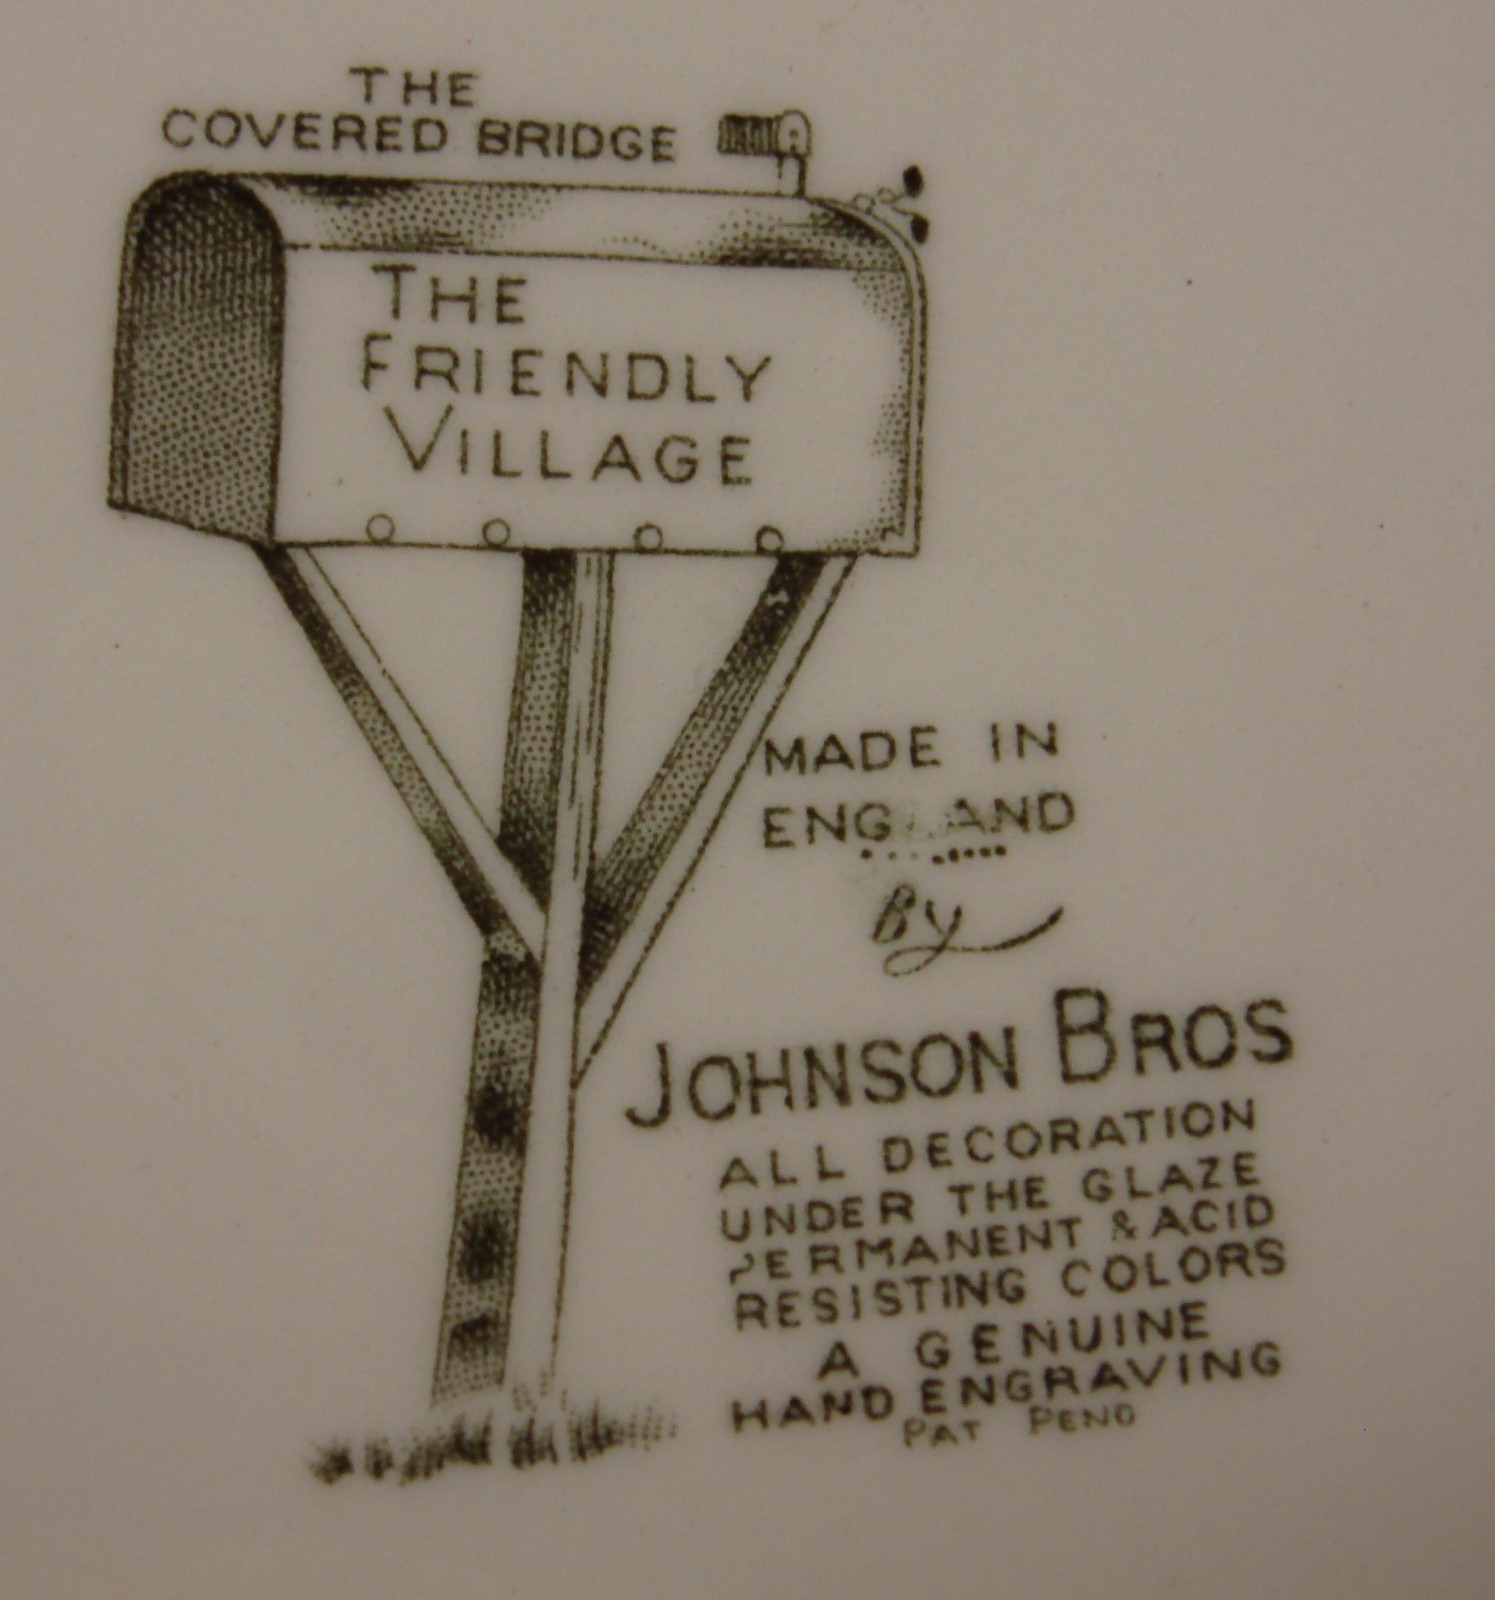 THE
COVERED BRIDGE
THE
FRIENDLY
VILLAGE
MADE IN
ENGLAND
By
JOHNSON BROS
ALL DECORATION
UNDER THE GLAZE
PERMANENT & ACID
RESISTING COLORS
A GENUINE
HAND ENGRAVING
PAT PEND